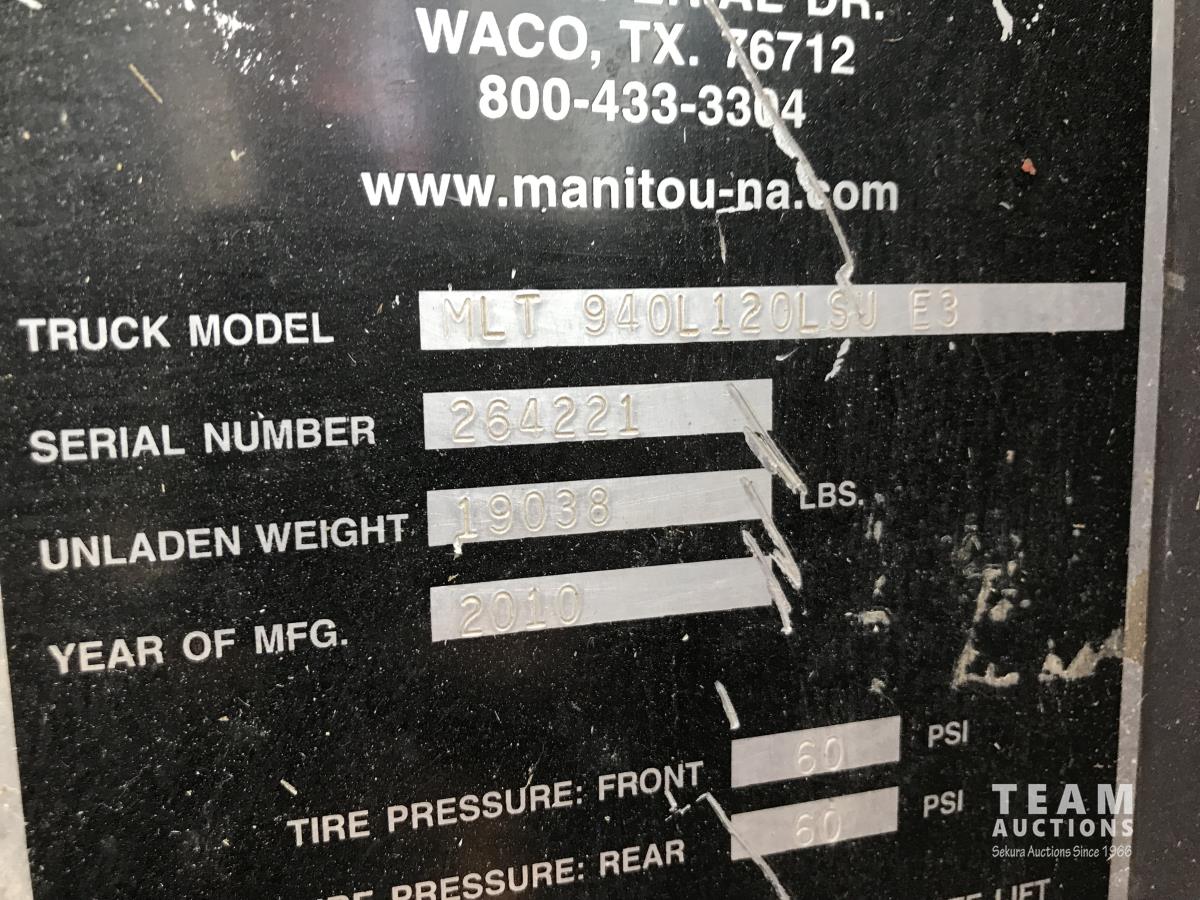 DR.
WACO, TX. 76712
800-433-3304
www.manitou-na.com
TRUCK MODEL MLT 940L120LSU E3
SERIAL NUMBER 264221
UNLADEN WEIGHT 19038 LBS.
YEAR OF MFG. 2010
TIRE PRESSURE: FRONT 60 PSI
PRESSURE: REAR 60 PSI
LIFT
TEAM
AUCTIONS
Sekura Auctions Since 1966